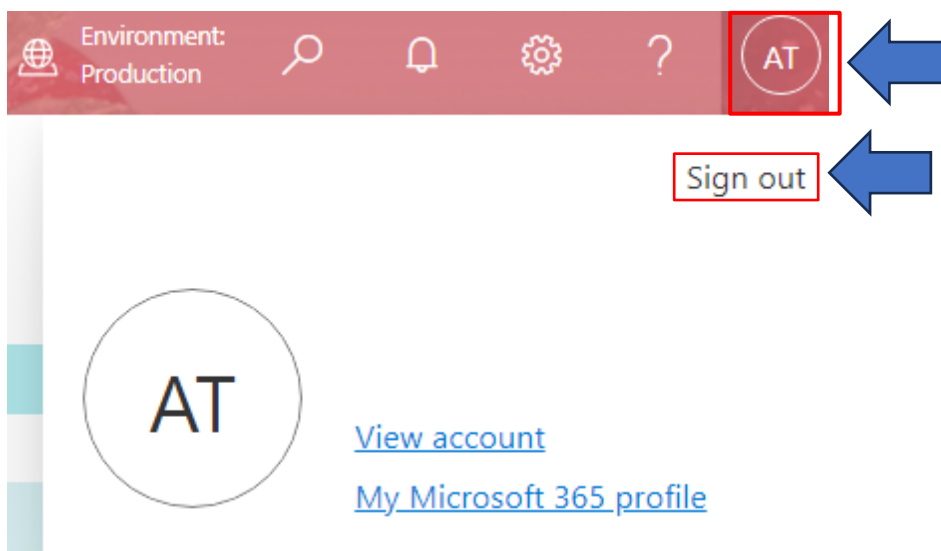 Environment:
Production
?
AT
Sign out
AT
View account
My Microsoft 365 profile